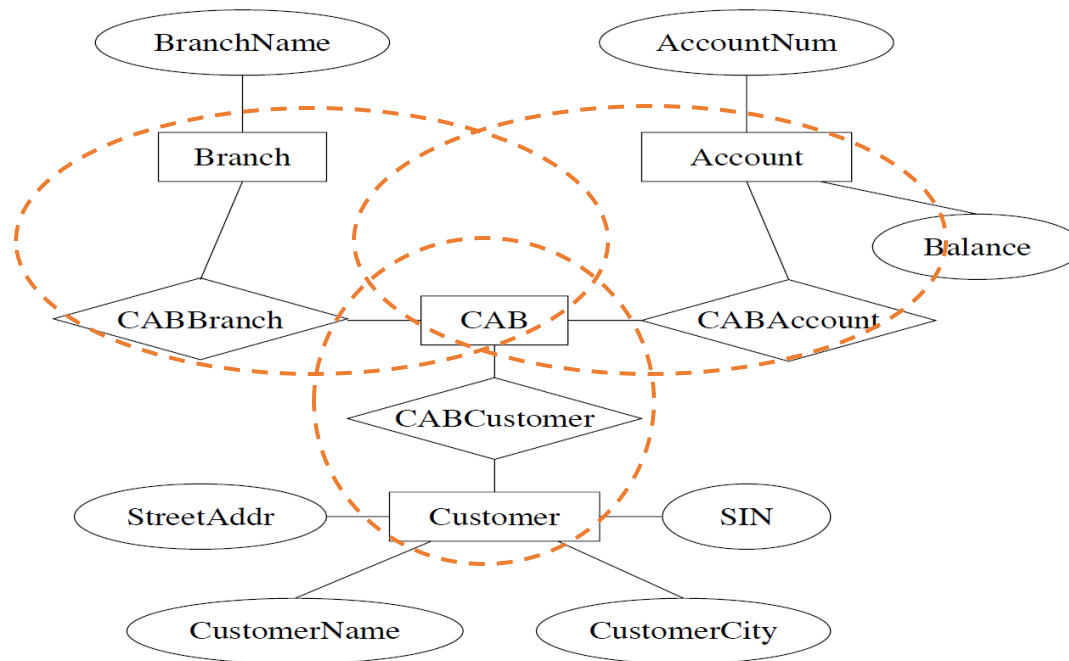 BranchName
AccountNum
Branch
Account
Balance
CABBranch
CAB
CABAccount
CABCustomer
StreetAddr
Customer
SIN
CustomerName
CustomerCity